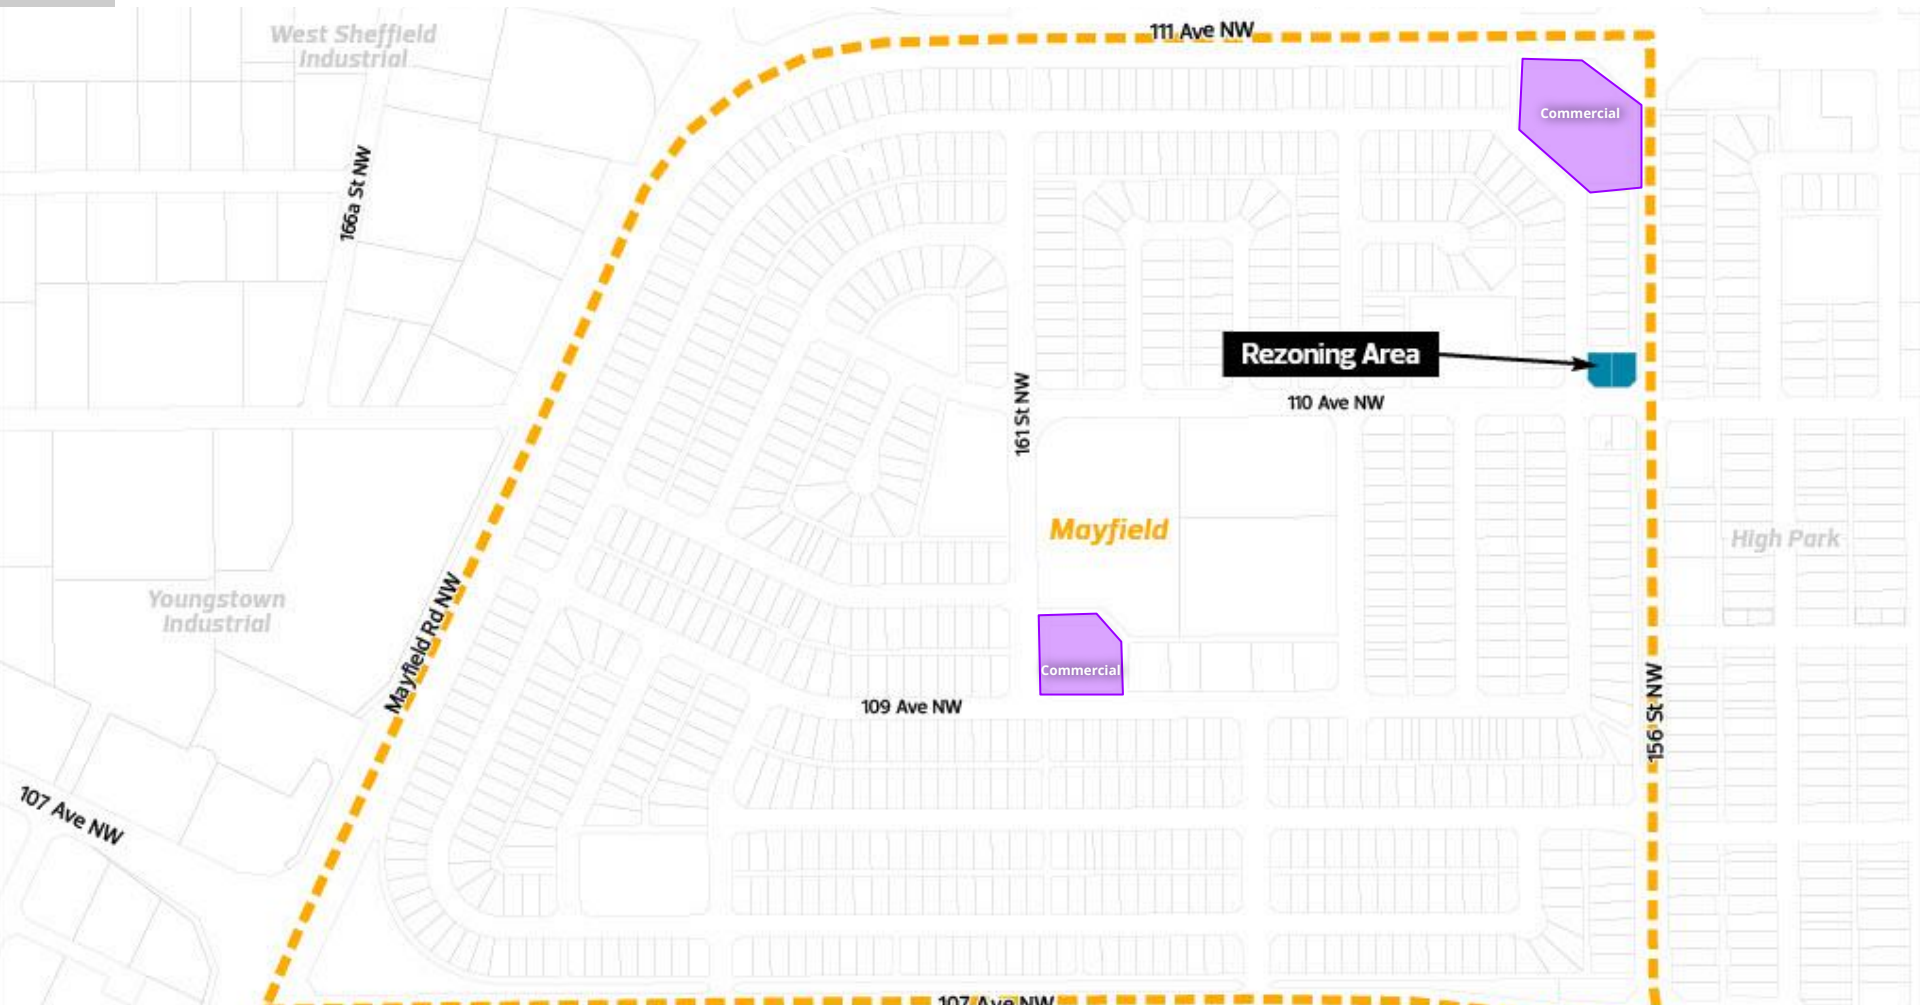 111 Ave NW
West Sheffield
Industrial
Commercial
166a St NW
Rezoning Area
110 Ave NW
161 St NW
Mayfield
High Park
Youngstown
Industrial
Mayfield Rd NW
Commercial
109 Ave NW
156 St NW
107 Ave NW
107 Ave NW